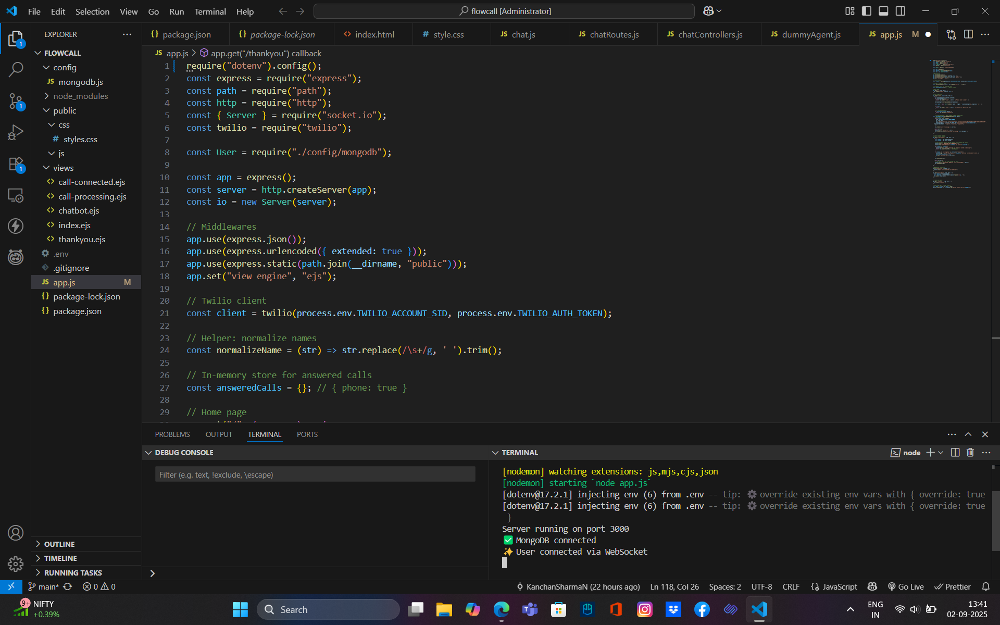 File Edit Selection View Go Run Terminal Help
flowcall [Administrator]
EXPLORER
package.json
package-lock.json
index.html
style.css
chat.js
chatRoutes.js
chatControllers.js
dummyAgent.js
app.js M
app.js > app.get("/thankyou") callback
FLOWCALL
config
mongodb.js
node_modules
public
css
styles.css
js
views
call-connected.ejs
call-processing.ejs
chatbot.ejs
index.ejs
thankyou.ejs
.env
.gitignore
app.js M
package-lock.json
package.json
OUTLINE
TIMELINE
RUNNING TASKS
1 require("dotenv").config();
2 const express = require("express");
3 const path = require("path");
4 const http = require("http");
5 const { Server } = require("socket.io");
6 const twilio = require("twilio");
7
8 const User = require("./config/mongodb");
9
10 const app = express();
11 const server = http.createServer(app);
12 const io = new Server(server);
13
14 // Middlewares
15 app.use(express.json());
16 app.use(express.urlencoded({ extended: true }));
17 app.use(express.static(path.join(__dirname, "public")));
18 app.set("view engine", "ejs");
19
20 // Twilio client
21 const client = twilio(process.env.TWILIO_ACCOUNT_SID, process.env.TWILIO_AUTH_TOKEN);
22
23 // Helper: normalize names
24 const normalizeName = (str) => str.replace(/\s+/g, ' ').trim();
25
26 // In-memory store for answered calls
27 const answeredCalls = {}; // { phone: true }
28
29 // Home page
PROBLEMS OUTPUT TERMINAL PORTS
DEBUG CONSOLE
Filter (e.g. text, !exclude, \escape)
TERMINAL
node
[nodemon] watching extensions: js,mjs,cjs,json
[nodemon] starting `node app.js`
[dotenv@17.2.1] injecting env (6) from .env -- tip: ⚙️ override existing env vars with { override: true
[dotenv@17.2.1] injecting env (6) from .env -- tip: ⚙️ override existing env vars with { override: true
}
Server running on port 3000
✅ MongoDB connected
✨ User connected via WebSocket
main* 0 0
KanchanSharmaN (22 hours ago) Ln 118, Col 26 Spaces: 2 UTF-8 CRLF {} JavaScript Go Live Prettier
9+ NIFTY
+0.39%
Search
ENG
IN
13:41
02-09-2025